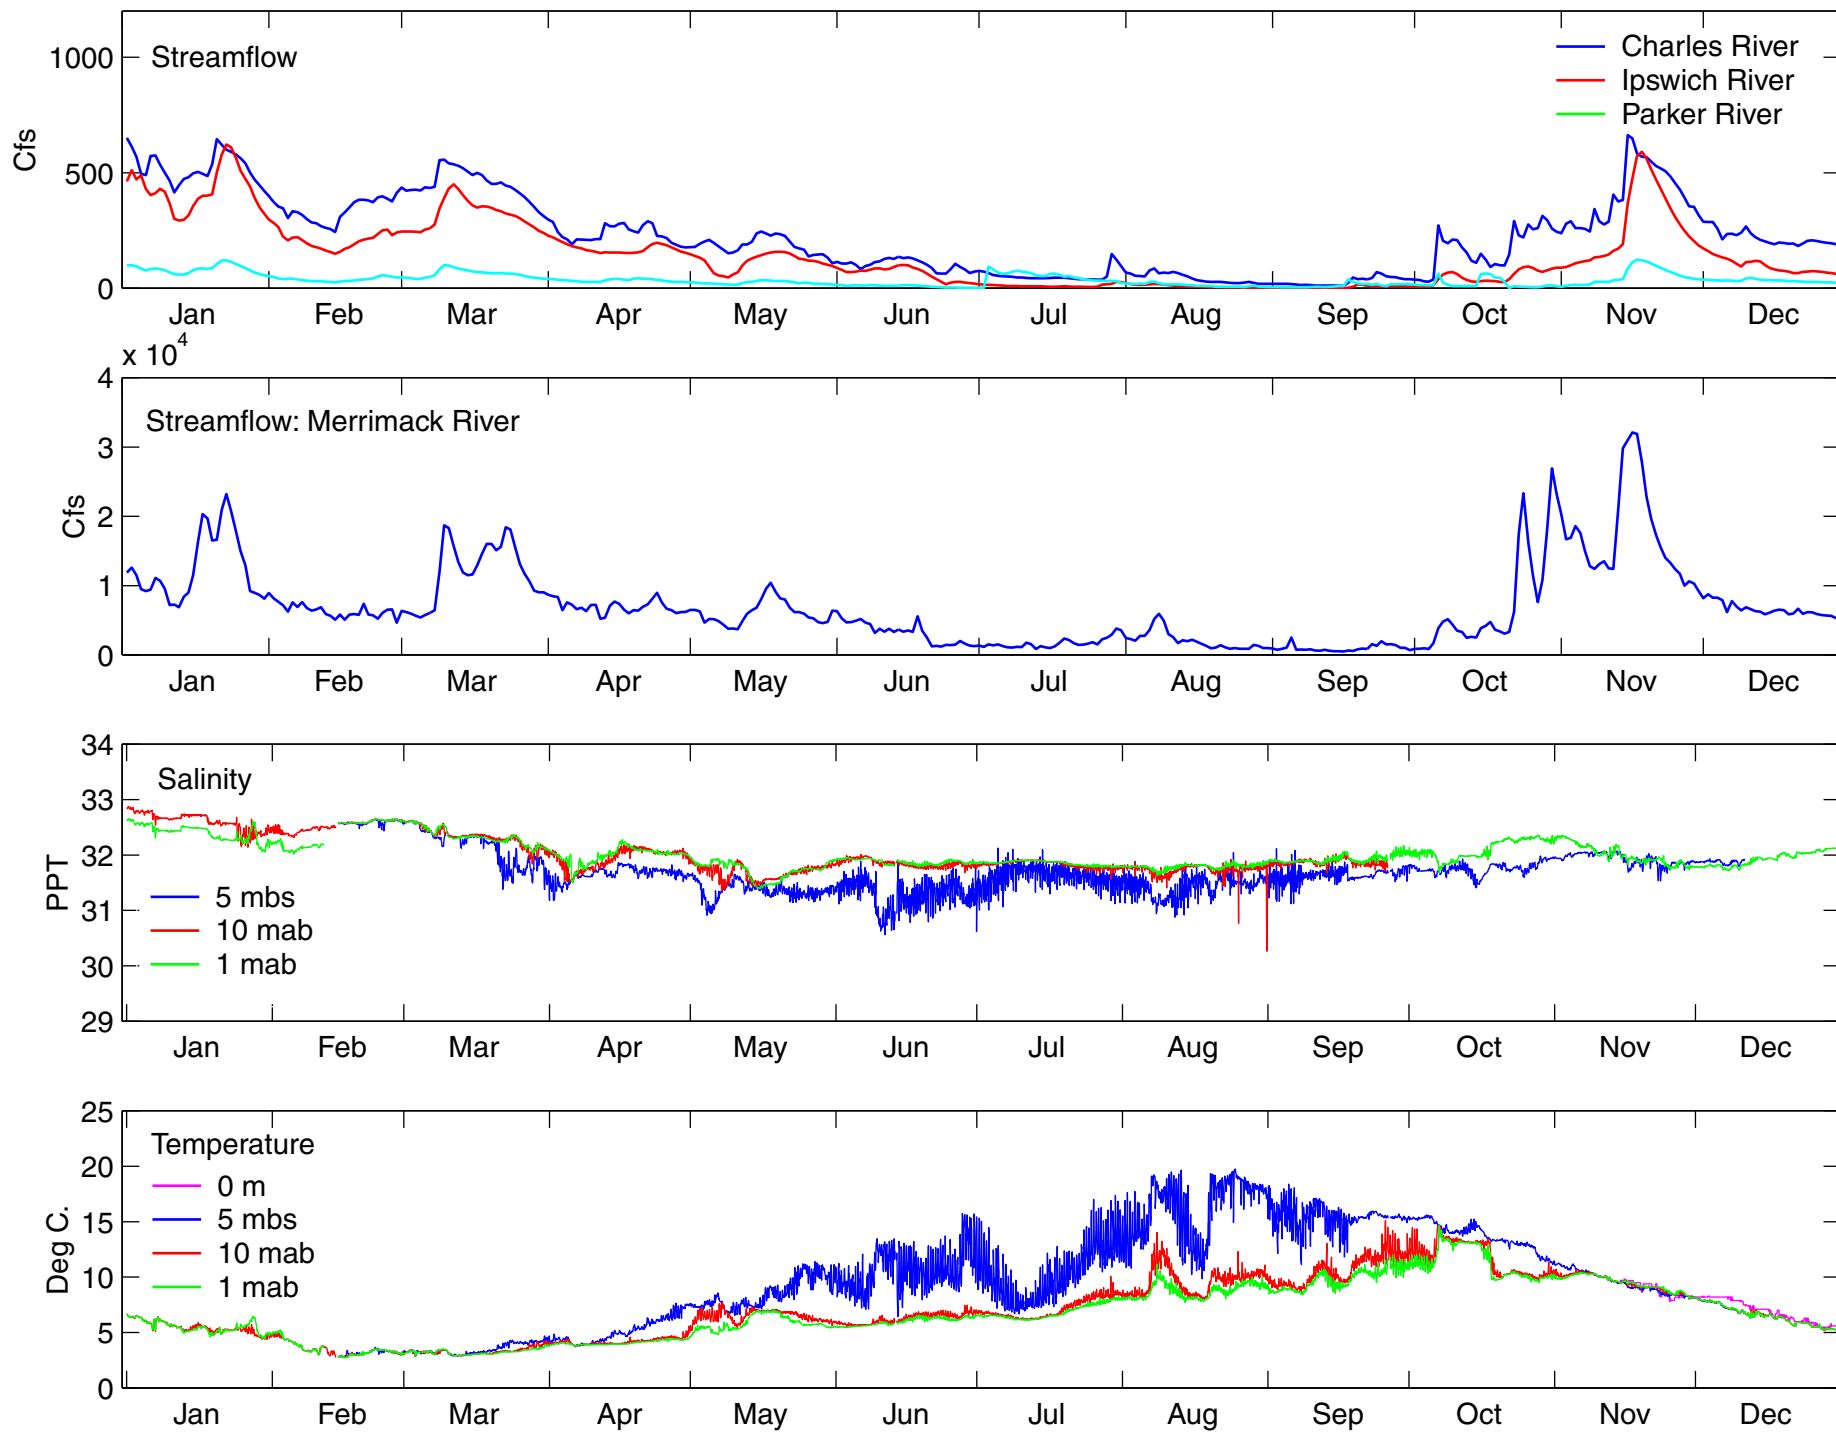 Streamflow
Charles River
Ipswich River
Parker River
Cfs
1000
500
0
Jan Feb Mar Apr May Jun Jul Aug Sep Oct Nov Dec
x 10^4
Streamflow: Merrimack River
Cfs
4
3
2
1
0
Jan Feb Mar Apr May Jun Jul Aug Sep Oct Nov Dec
Salinity
PPT
34
33
32
31
30
29
5 mbs
10 mab
1 mab
Jan Feb Mar Apr May Jun Jul Aug Sep Oct Nov Dec
Temperature
Deg C.
25
20
15
10
5
0
0 m
5 mbs
10 mab
1 mab
Jan Feb Mar Apr May Jun Jul Aug Sep Oct Nov Dec